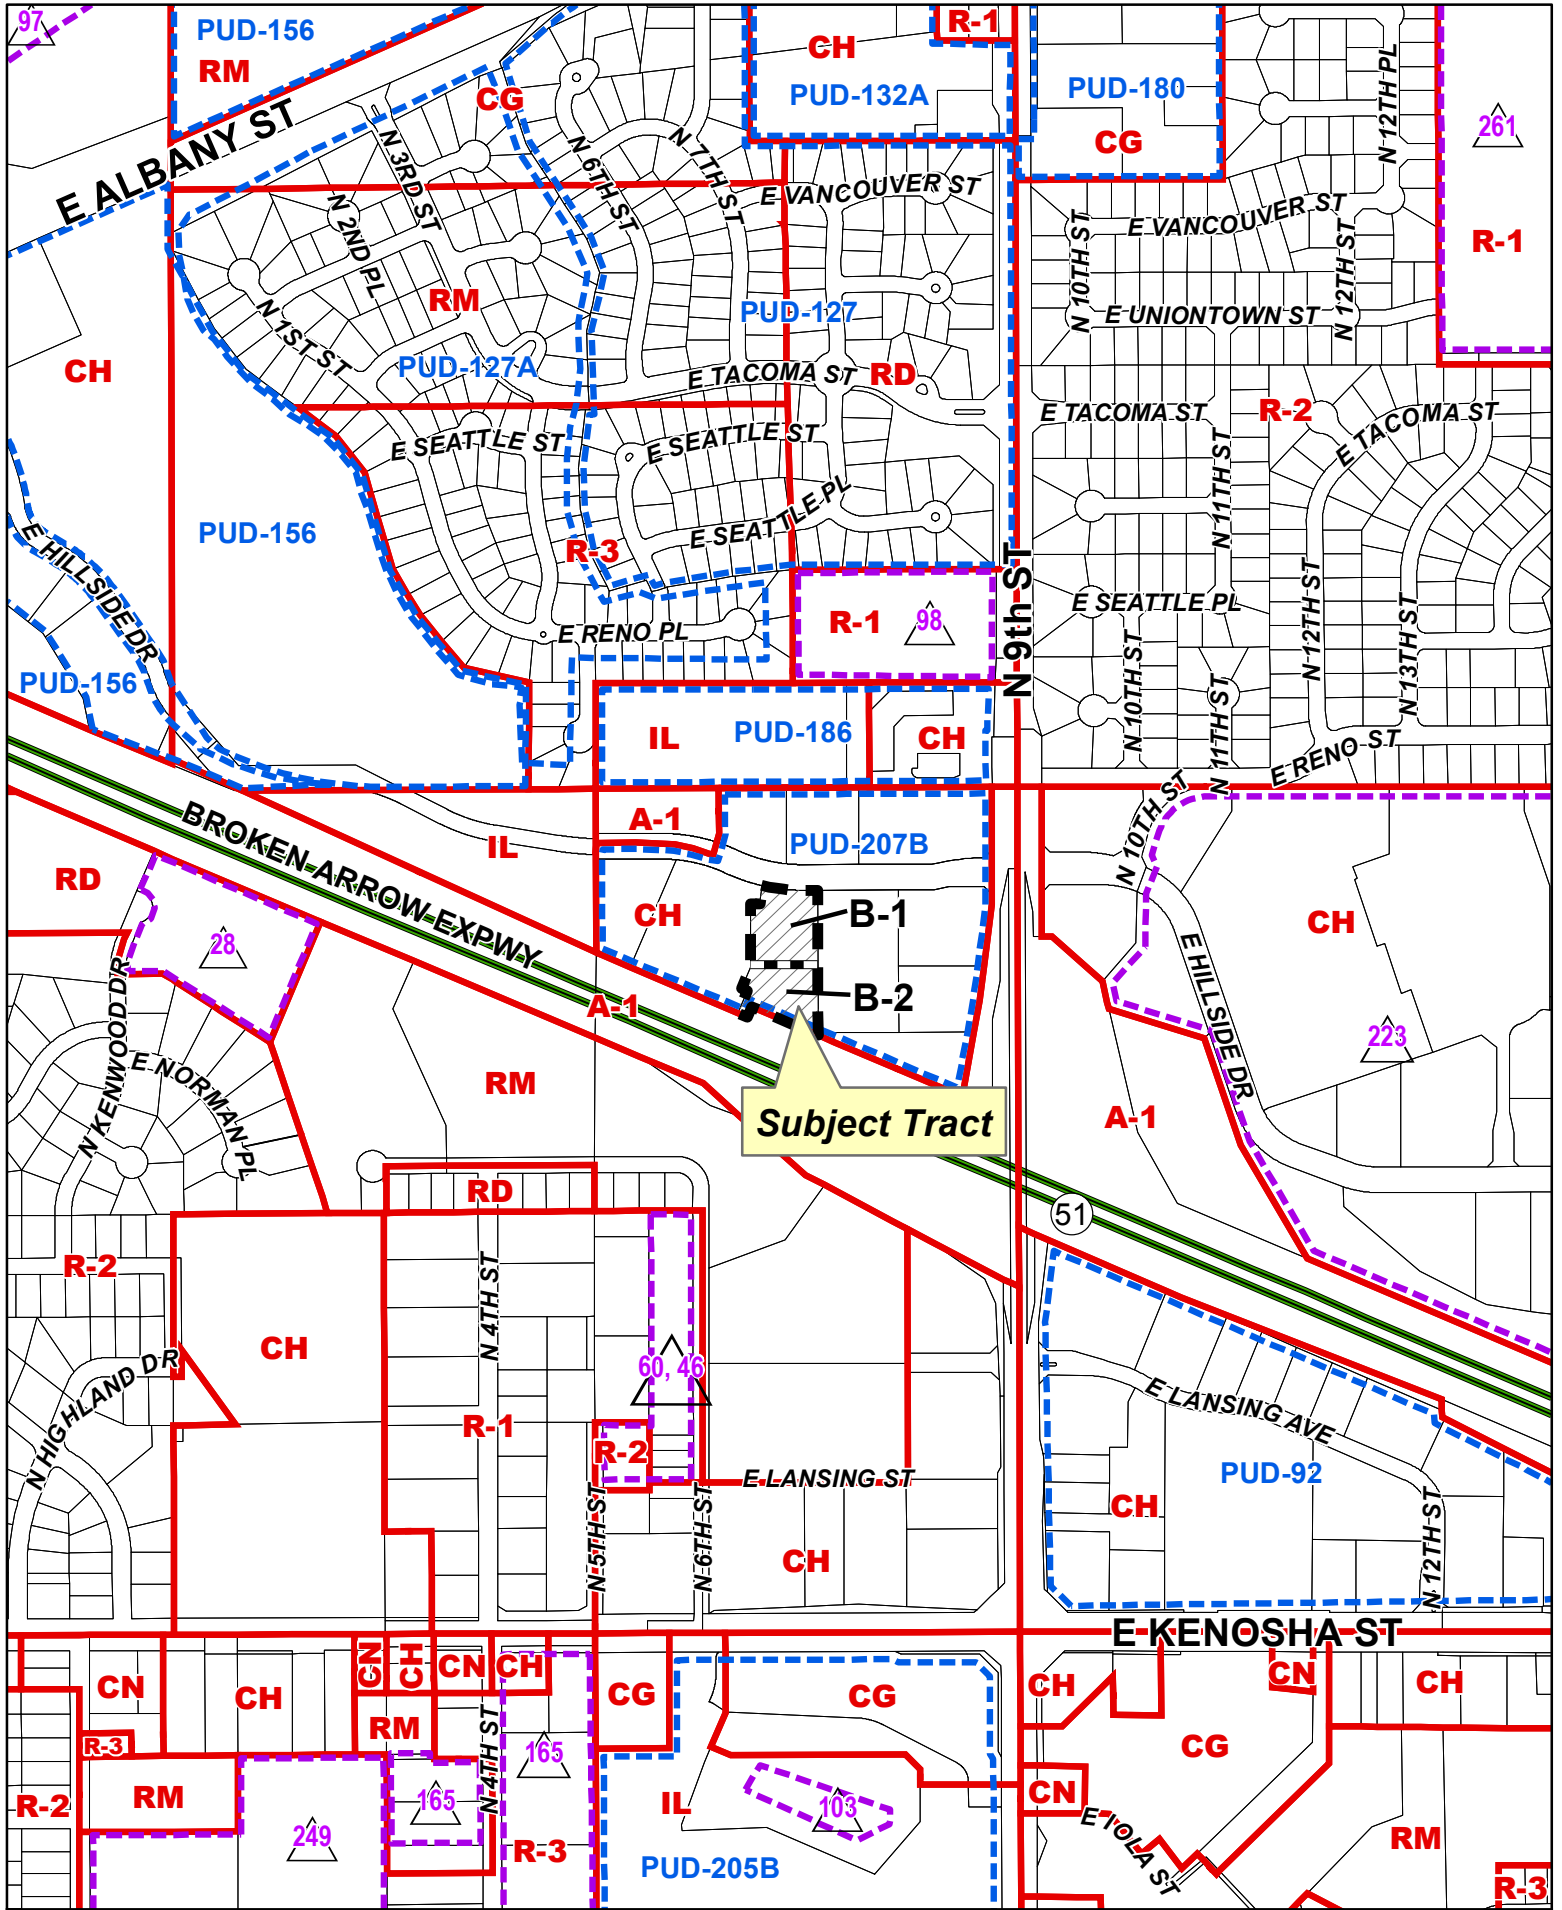 97
PUD-156
RM
CH
R-1
PUD-132A
PUD-180
CG
CG
261
R-1
E ALBANY ST
N 3RD ST
N 2ND PL
N 1ST ST
N 6TH ST
N 7TH ST
E VANCOUVER ST
E VANCOUVER ST
N 12TH PL
N 10TH ST
N 12TH ST
E UNIONTOWN ST
RM
PUD-127
PUD-127A
CH
E TACOMA ST
RD
E TACOMA ST
R-2
E TACOMA ST
E SEATTLE ST
E SEATTLE ST
N 11TH ST
PUD-156
E SEATTLE PL
R-3
E HILLSIDE DR
N 9th ST
E SEATTLE PL
N 12TH ST
N 13TH ST
E RENO PL
R-1
98
N 10TH ST
N 11TH ST
PUD-156
IL
PUD-186
CH
E RENO ST
BROKEN ARROW EXPWY
IL
A-1
PUD-207B
N 10TH ST
RD
CH
B-1
CH
28
B-2
A-1
E HILLSIDE DR
223
N KENWOOD DR
E NORMAN PL
RM
Subject Tract
A-1
RD
51
R-2
N 4TH ST
CH
N HIGHLAND DR
60, 46
E LANSING AVE
R-1
R-2
E LANSING ST
PUD-92
CH
N 5TH ST
N 6TH ST
CH
N 12TH ST
E KENOSHA ST
CN
CH
CN
CH
CN
CH
CG
CG
CH
CN
CH
R-3
RM
N 4TH ST
165
CG
R-2
RM
165
IL
103
CN
E IOLA ST
249
R-3
PUD-205B
RM
R-3